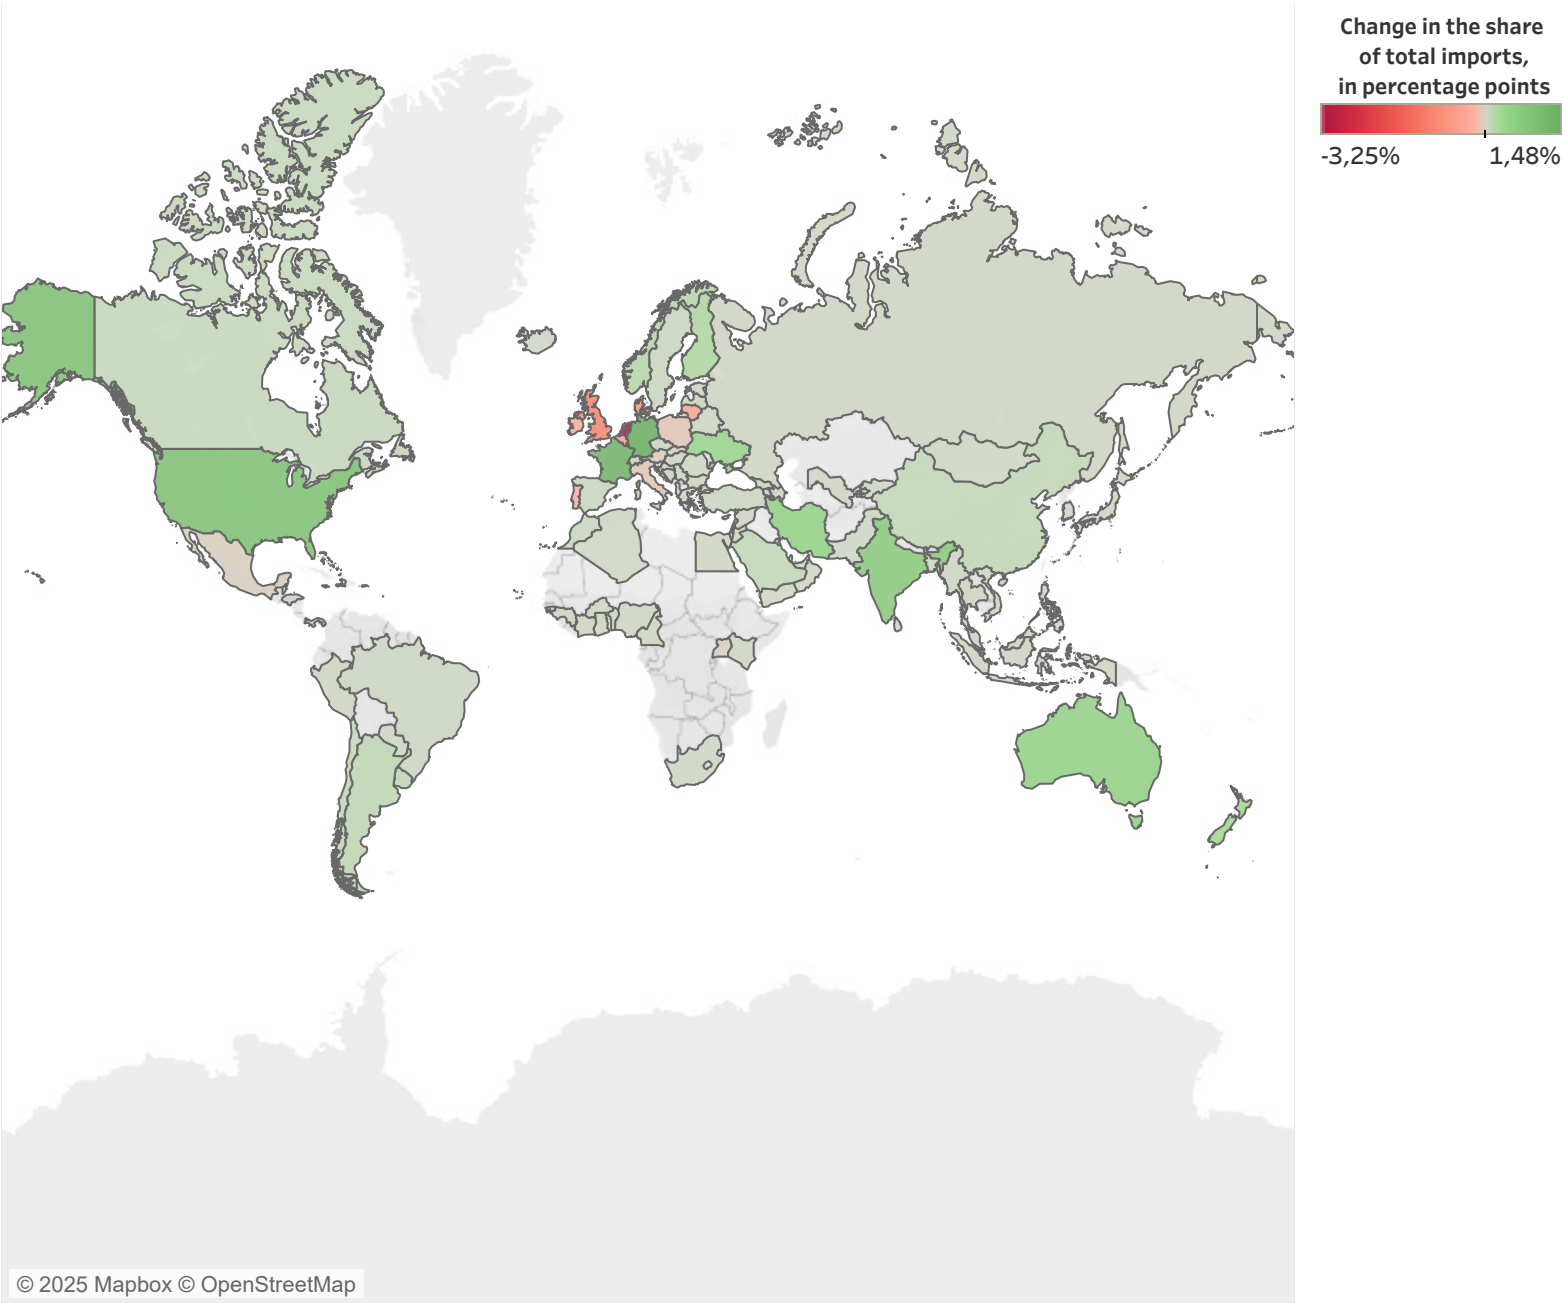 Change in the share
of total imports,
in percentage points
-3,25% 1,48%
© 2025 Mapbox © OpenStreetMap